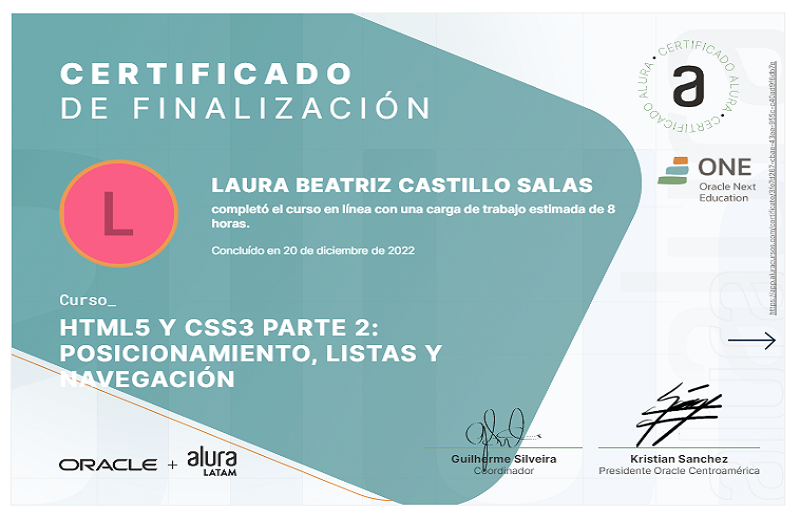 CERTIFICADO
DE FINALIZACIÓN
CERTIFICADO ALURA
CERTIFICADO ALURA
a
ONE
Oracle Next
Education
L
LAURA BEATRIZ CASTILLO SALAS
completó el curso en línea con una carga de trabajo estimada de 8
horas.
Concluído en 20 de diciembre de 2022
Curso_
HTML5 Y CSS3 PARTE 2:
POSICIONAMIENTO, LISTAS Y
NAVEGACIÓN
ORACLE + alura
LATAM
Guilherme Silveira
Coordinador
Kristian Sanchez
Presidente Oracle Centroamérica